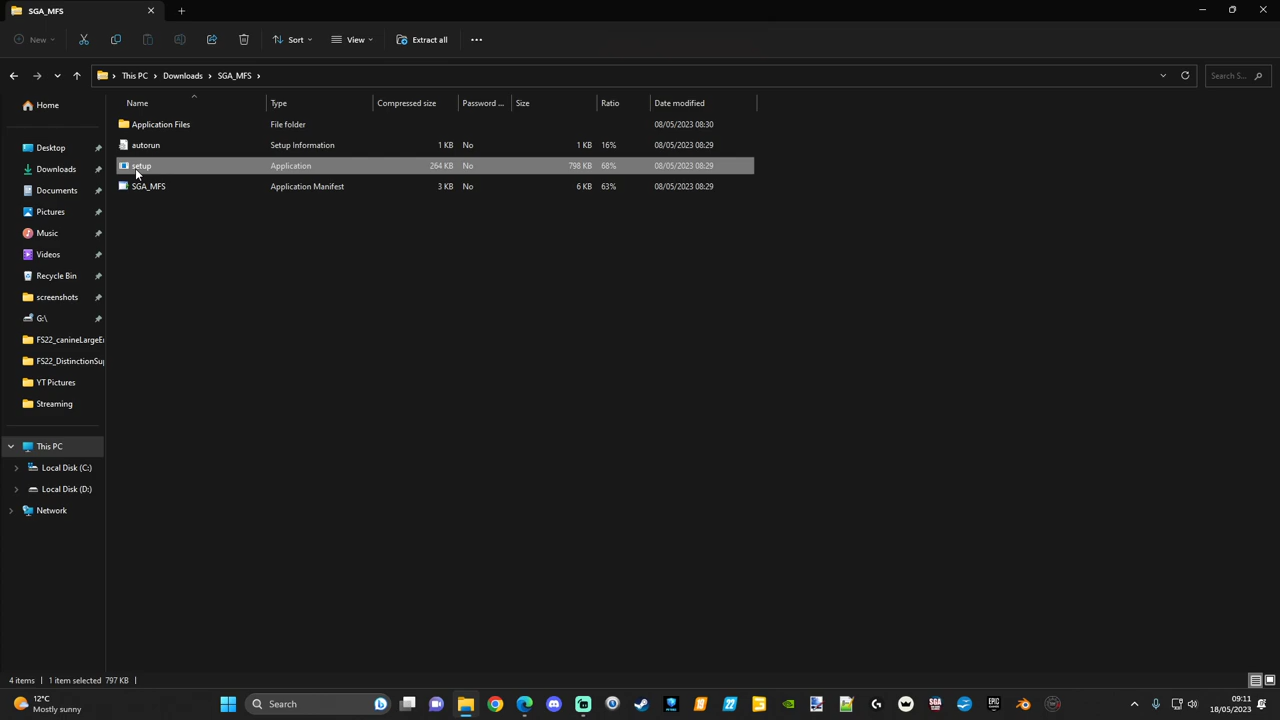 SGA_MFS
New
Sort
View
Extract all
This PC
Downloads
SGA_MFS
Search S...
Name
Type
Compressed size
Password ...
Size
Ratio
Date modified
Application Files File folder 08/05/2023 08:30
autorun Setup Information 1 KB No 1 KB 16% 08/05/2023 08:29
setup Application 264 KB No 798 KB 68% 08/05/2023 08:29
SGA_MFS Application Manifest 3 KB No 6 KB 63% 08/05/2023 08:29
Home
Desktop
Downloads
Documents
Pictures
Music
Videos
Recycle Bin
screenshots
G:\
FS22_canineLargeE
FS22_DistinctionSu
YT Pictures
Streaming
This PC
Local Disk (C:)
Local Disk (D:)
Network
4 items
1 item selected 797 KB
12°C
Mostly sunny
Search
SGA
EPIC
09:11
18/05/2023